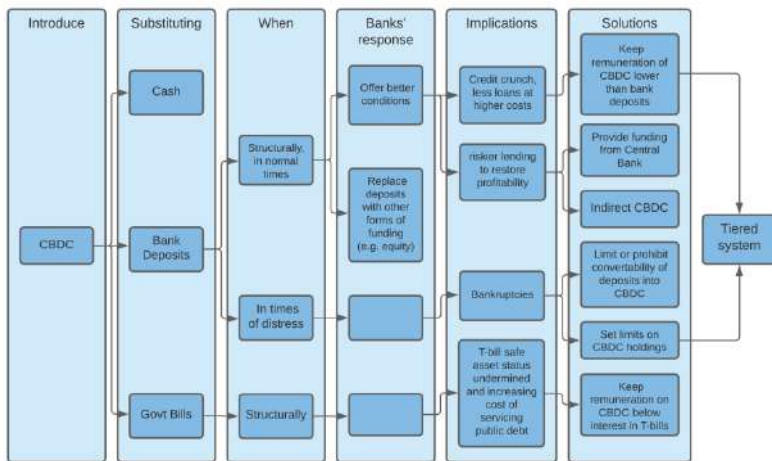 Introduce
Substituting
When
Banks'
response
Implications
Solutions
CBDC
Cash
Bank
Deposits
Govt Bills
Structurally,
in normal
times
In times
of distress
Structurally
Offer better
conditions
Replace
deposits
with other
forms of
funding
(e.g. equity)
Credit crunch,
less loans at
higher costs
riskier lending
to restore
profitability
Bankruptcies
T-bill safe
asset status
undermined
and increasing
cost of
servicing
public debt
Keep
remuneration of
CBDC lower
than bank
deposits
Provide funding
from Central
Bank
Indirect CBDC
Limit or prohibit
convertability of
deposits into
CBDC
Set limits on
CBDC holdings
Keep
remuneration on
CBDC below
interest in T-bills
Tiered
system